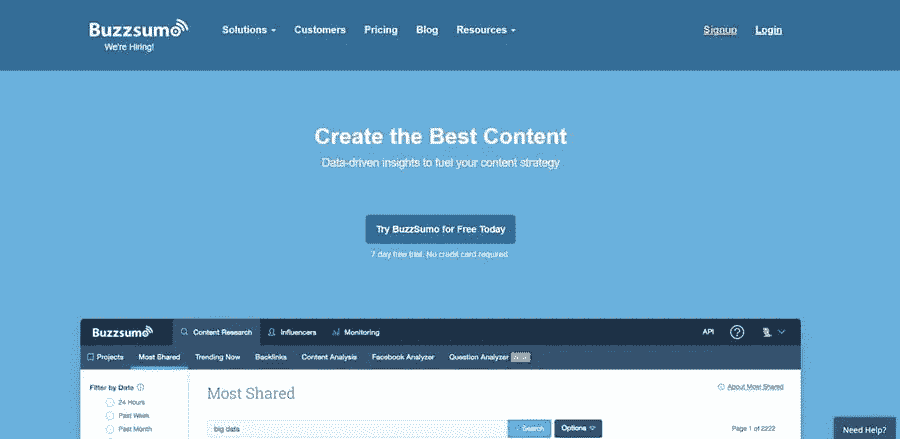 Buzzsumo
We're Hiring!
Solutions
Customers
Pricing
Blog
Resources
Signup
Login
Create the Best Content
Data-driven insights to fuel your content strategy
Try BuzzSumo for Free Today
7 day free trial. No credit card required
Buzzsumo
Content Research
Influencers
Monitoring
API
Projects
Most Shared
Trending Now
Backlinks
Content Analysis
Facebook Analyzer
Question Analyzer
Filter by Date
24 Hours
Past Week
Past Month
Most Shared
About Most Shared
big data
Search
Options
Page 1 of 2222
Need Help?